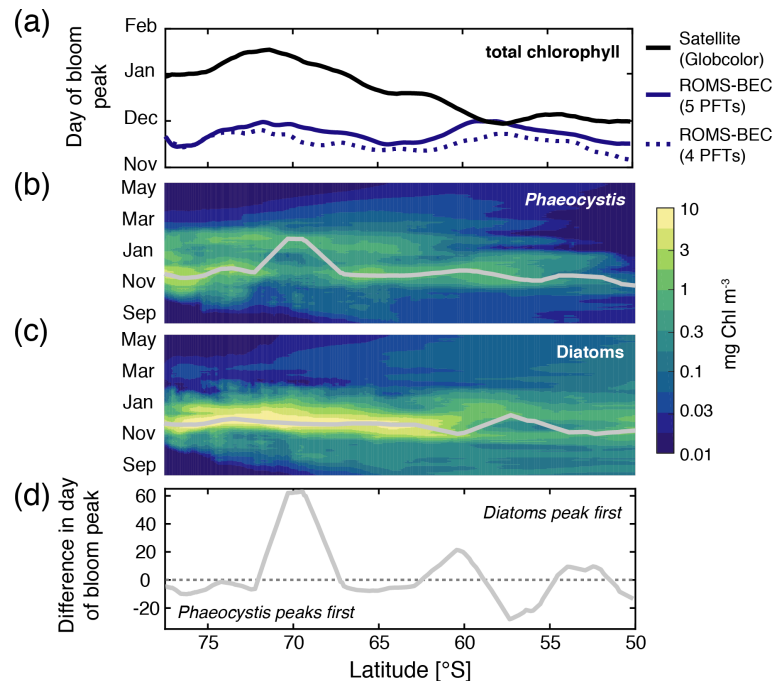 (a)
Feb
Jan
Dec
Nov
Day of bloom
peak
total chlorophyll
Satellite
(Globcolor)
ROMS-BEC
(5 PFTs)
ROMS-BEC
(4 PFTs)
(b)
May
Mar
Jan
Nov
Sep
Phaeocystis
(c)
May
Mar
Jan
Nov
Sep
Diatoms
10
3
1
0.3
0.1
0.03
0.01
mg Chl m-3
(d)
60
40
20
0
-20
Difference in day
of bloom peak
Diatoms peak first
Phaeocystis peaks first
75
70
65
60
55
50
Latitude [°S]